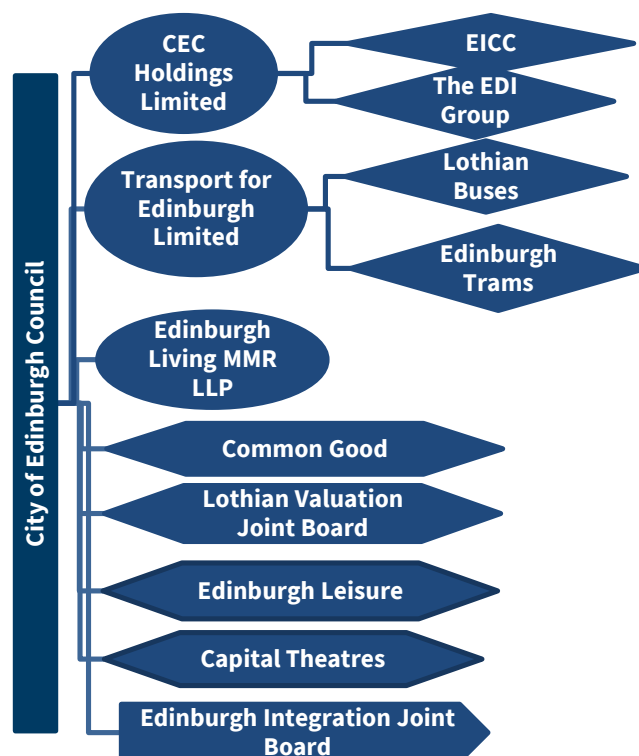 City of Edinburgh Council
CEC
Holdings
Limited
EICC
The EDI
Group
Transport for
Edinburgh
Limited
Lothian
Buses
Edinburgh
Trams
Edinburgh
Living MMR
LLP
Common Good
Lothian Valuation
Joint Board
Edinburgh Leisure
Capital Theatres
Edinburgh Integration Joint
Board